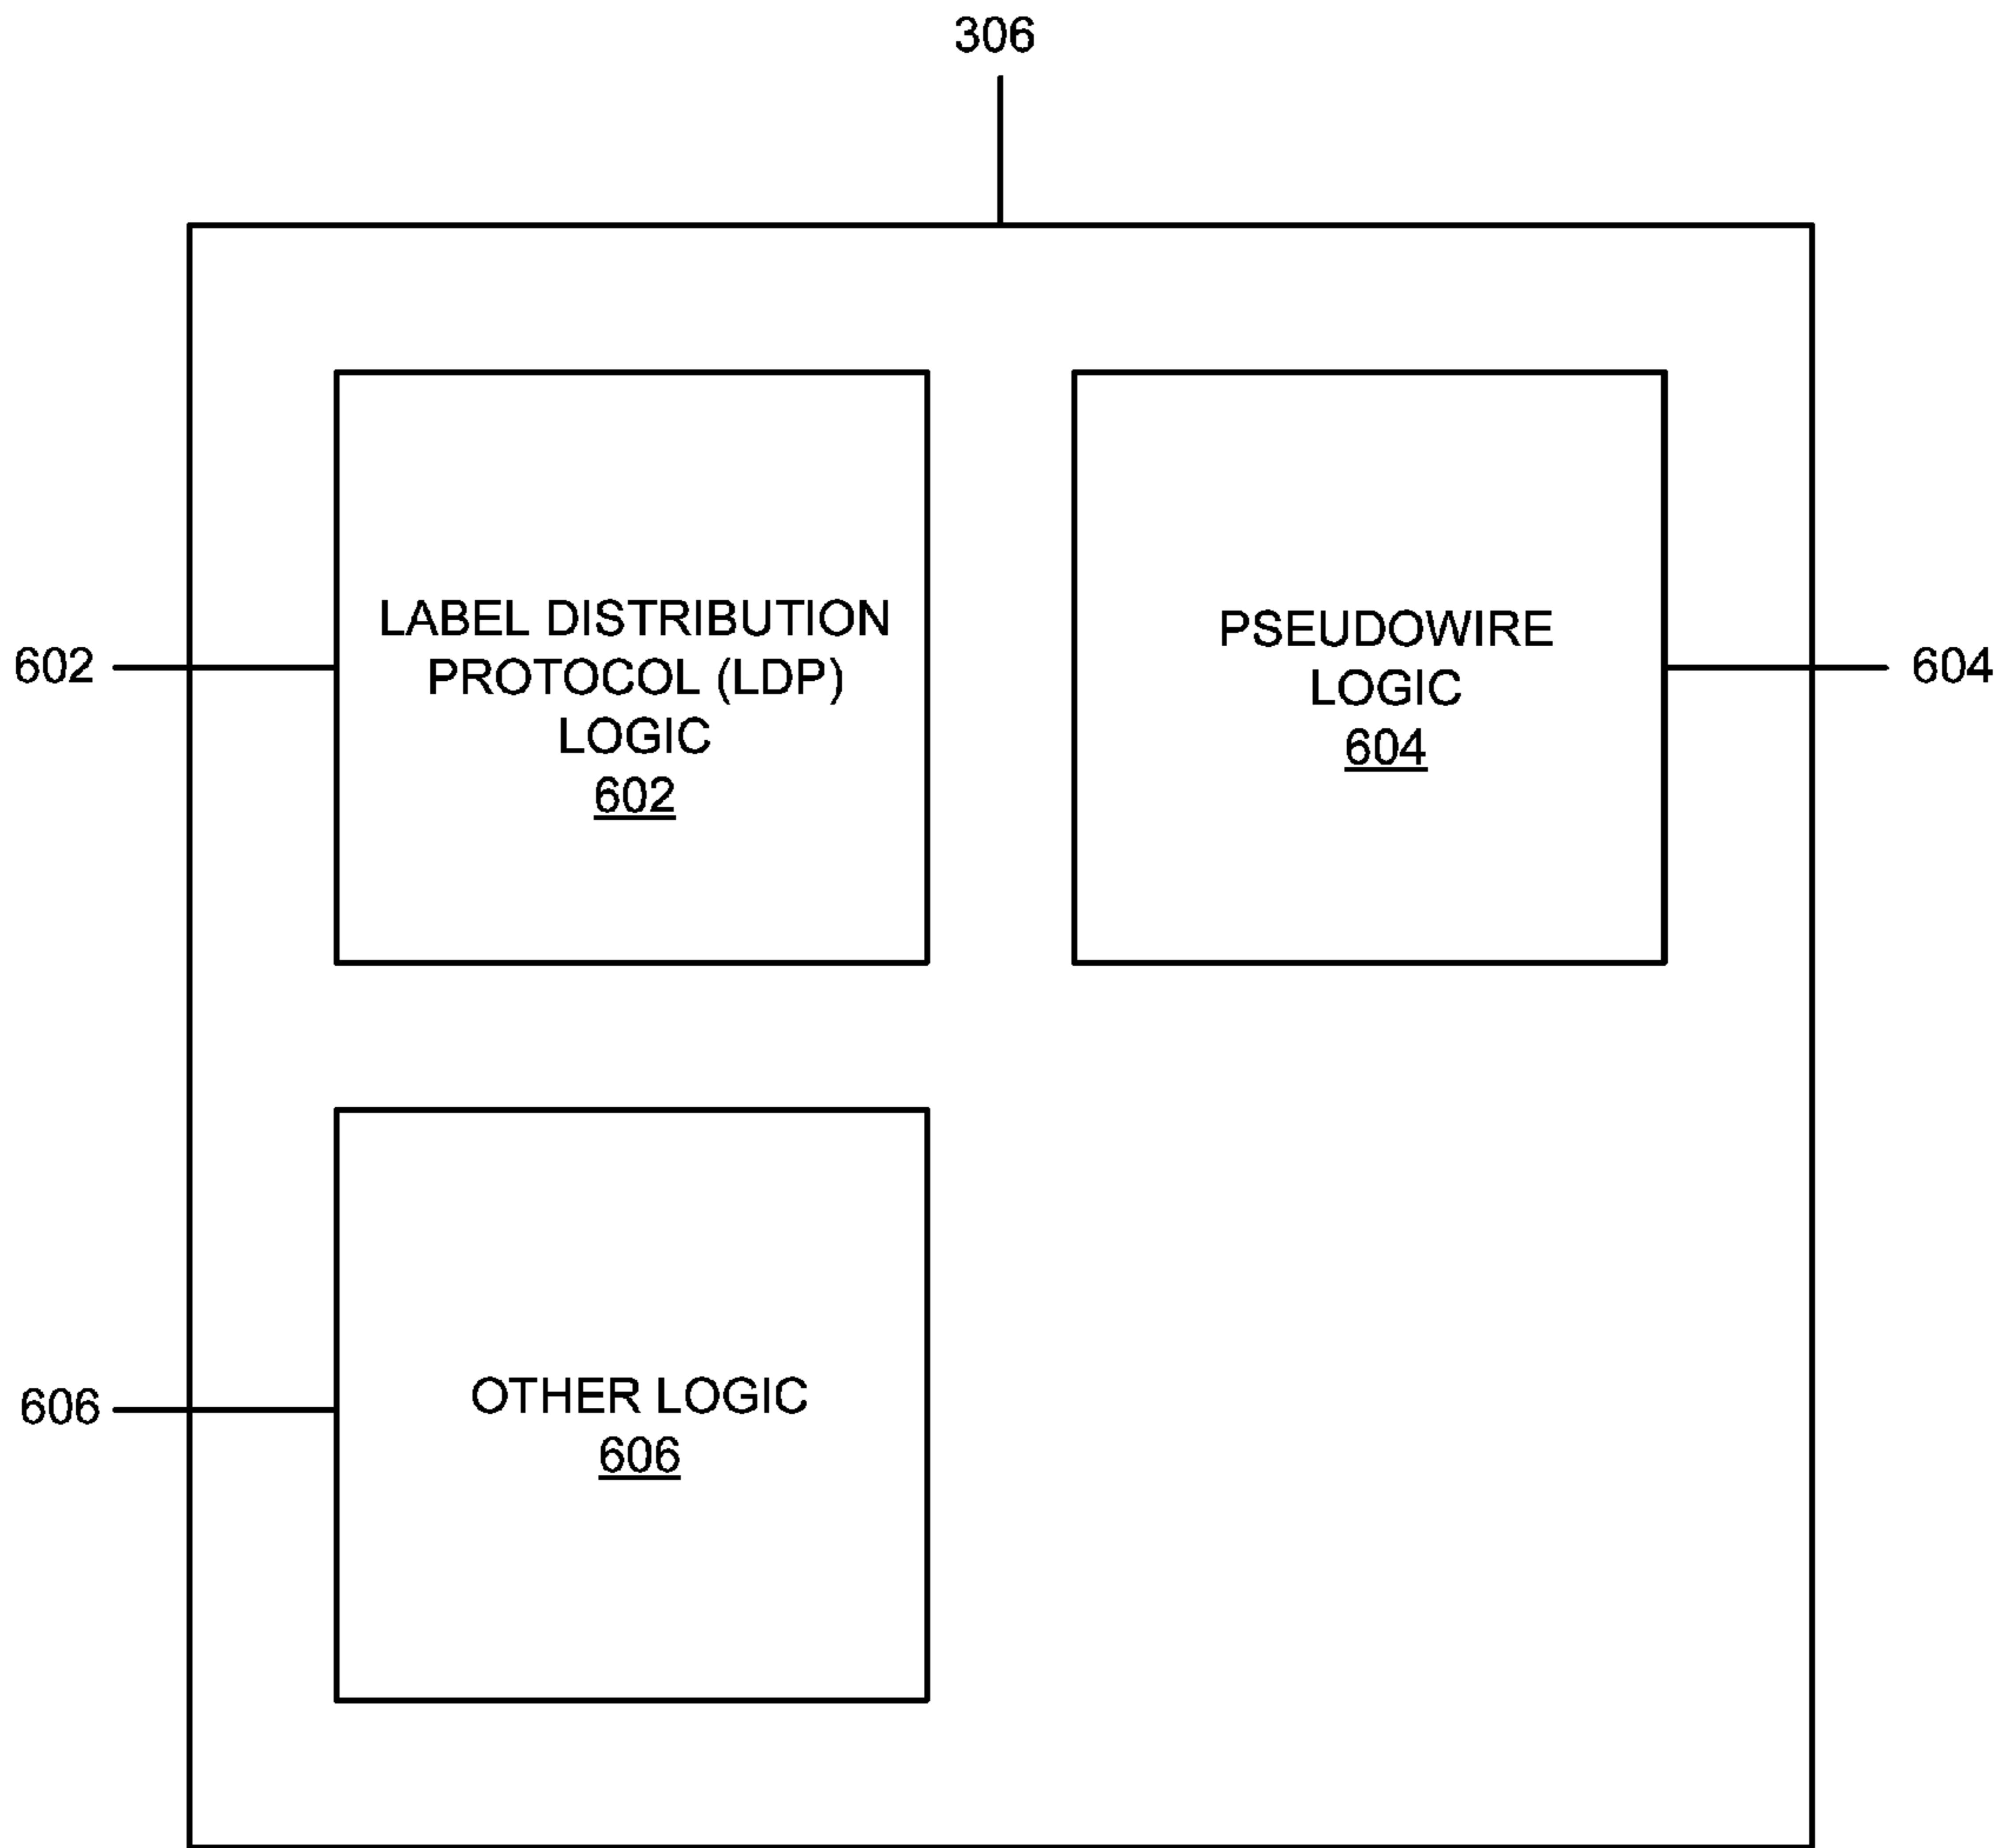 306
LABEL DISTRIBUTION
PROTOCOL (LDP)
LOGIC
602
PSEUDOWIRE
LOGIC
604
602
604
OTHER LOGIC
606
606